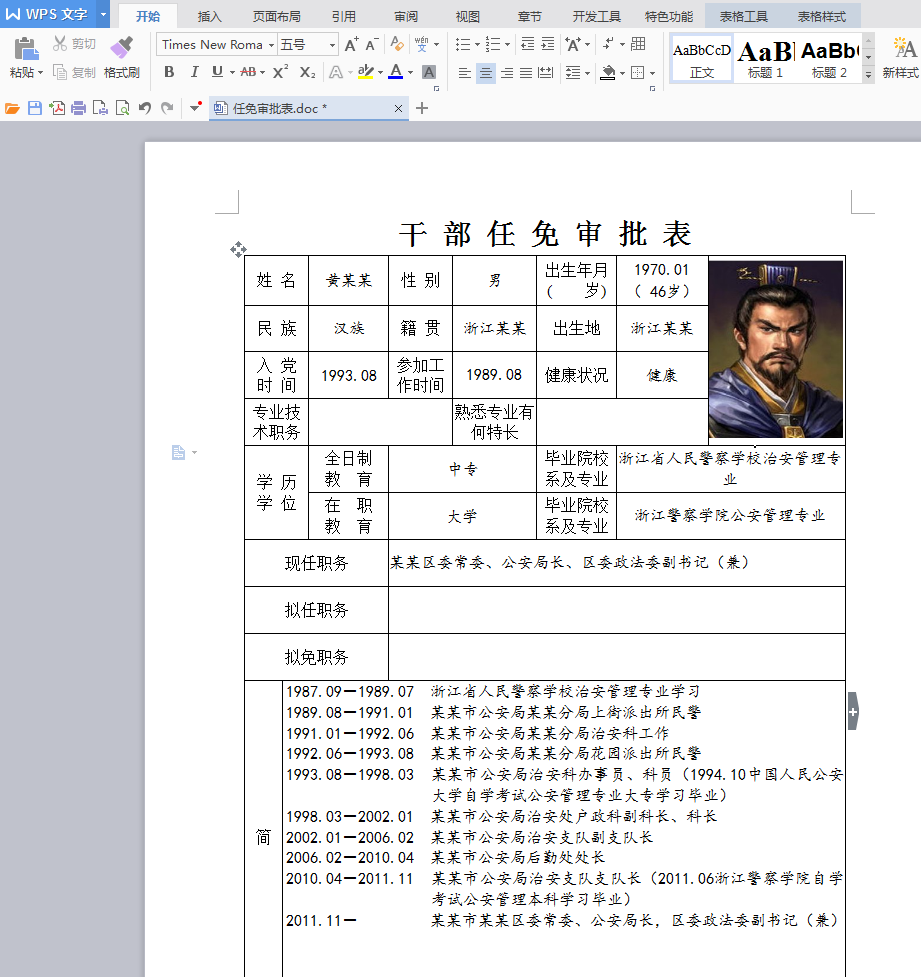 WPS 文字
开始 插入 页面布局 引用 审阅 视图 章节 开发工具 特色功能 表格工具 表格样式
粘贴 剪切 复制 格式刷
Times New Roma 五号
B I U AB X² X₂ A A A
AaBbCcD AaB AaBb
正文 标题 1 标题 2 新样式
任免审批表.doc *
干部任免审批表
姓 名 黄某某 性 别 男 出生年月 1970.01
( 岁) ( 46岁)
民 族 汉族 籍 贯 浙江某某 出生地 浙江某某
入 党 参加工
时 间 1993.08 作时间 1989.08 健康状况 健康
专业技 熟悉专业有
术职务 何特长
学 历 全日制 中专 毕业院校 浙江省人民警察学校治安管理专
学 位 教 育 系及专业 业
在 职 大学 毕业院校 浙江警察学院公安管理专业
教 育 系及专业
现任职务 某某区委常委、公安局长、区委政法委副书记（兼）
拟任职务
拟免职务
简
1987.09—1989.07 浙江省人民警察学校治安管理专业学习
1989.08—1991.01 某某市公安局某某分局上街派出所民警
1991.01—1992.06 某某市公安局某某分局治安科工作
1992.06—1993.08 某某市公安局某某分局花园派出所民警
1993.08—1998.03 某某市公安局治安科办事员、科员（1994.10中国人民公安
大学自学考试公安管理专业大专学习毕业）
1998.03—2002.01 某某市公安局治安处户政科副科长、科长
2002.01—2006.02 某某市公安局治安支队副支队长
2006.02—2010.04 某某市公安局后勤处处长
2010.04—2011.11 某某市公安局治安支队支队长（2011.06浙江警察学院自学
考试公安管理本科学习毕业）
2011.11— 某某市某某区委常委、公安局长，区委政法委副书记（兼）